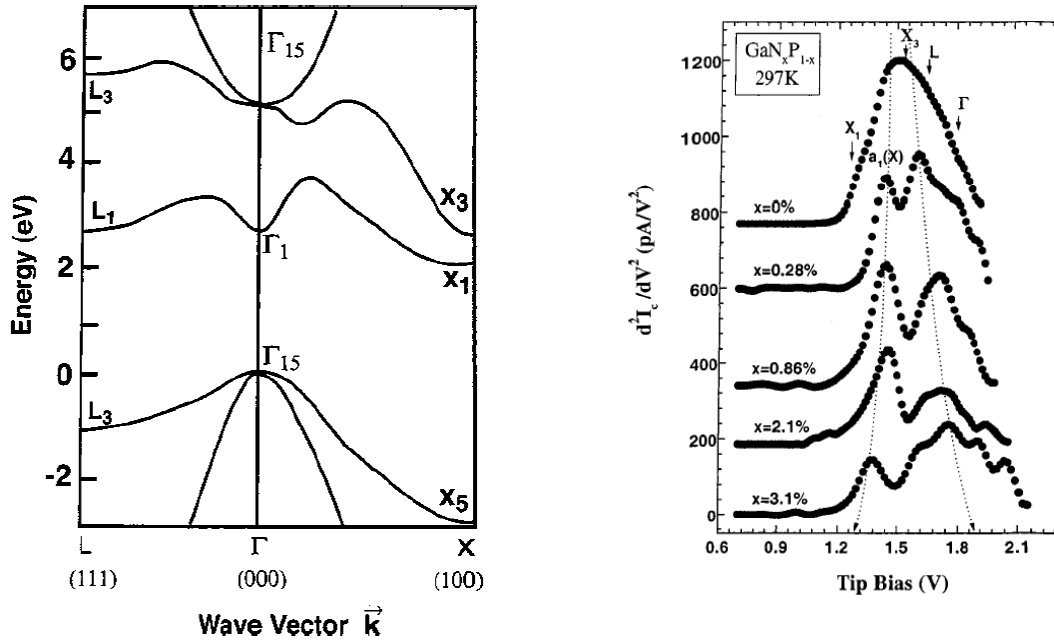 6
4
2
0
-2
Energy (eV)
L3
L1
L3
Γ15
Γ1
Γ15
X3
X1
X5
L Γ X
(111) (000) (100)
Wave Vector k⃗
GaNxP1-x
297K
X3
L
Γ
X1
a1(X)
x=0%
x=0.28%
x=0.86%
x=2.1%
x=3.1%
1200
1000
800
600
400
200
0
d²Ic/dV² (pA/V²)
0.6 0.9 1.2 1.5 1.8 2.1
Tip Bias (V)